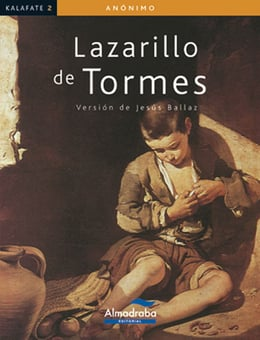 KALAFATE 2
ANÓNIMO
Lazarillo
de Tormes
Versión de Jesús Ballaz
Almadraba
EDITORIAL